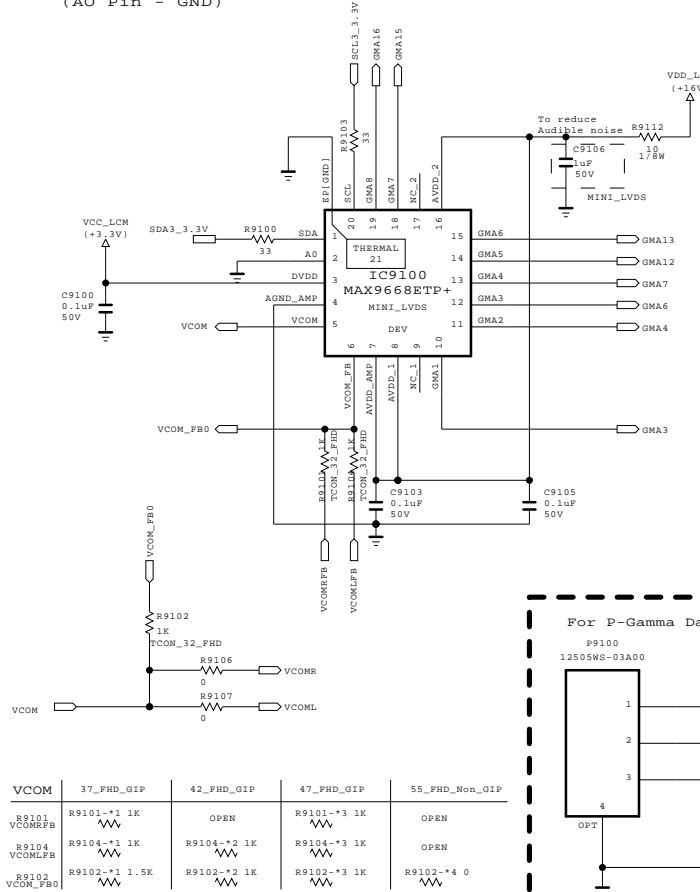 (A0 Pin - GND)
SCL3_3.3V
GMA16
GMA15
VDD_L
(+16V
To reduce
Audible noise
R9112
10
1/8W
C9106
1uF
50V
MINI_LVDS
R9103
33
EP[GND]
SCL
GMA8
GMA7
NC_2
AVDD_2
20
19
18
17
16
VCC_LCM
(+3.3V)
SDA3_3.3V
R9100
33
SDA
A0
DVDD
AGND_AMP
VCOM
1
2
3
4
5
THERMAL
21
IC9100
MAX9668ETP+
MINI_LVDS
DEV
15
14
13
12
11
GMA6
GMA5
GMA4
GMA3
GMA2
GMA13
GMA12
GMA7
GMA6
GMA4
C9100
0.1uF
50V
VCOM
6
7
8
9
10
VCOM_FB
AVDD_AMP
AVDD_1
NC_1
GMA1
GMA3
VCOM_FB0
R9101 1K
TCON_32_FHD
R9104 1K
TCON_32_FHD
C9103
0.1uF
50V
C9105
0.1uF
50V
VCOMRFB
VCOMLFB
VCOM_FB0
R9102
1K
TCON_32_FHD
R9106
0
VCOMR
R9107
0
VCOML
VCOM
For P-Gamma Da
P9100
12505WS-03A00
1
2
3
4
OPT
VCOM 37_FHD_GIP 42_FHD_GIP 47_FHD_GIP 55_FHD_Non_GIP
R9101 VCOMRFB R9101-*1 1K OPEN R9101-*3 1K OPEN
R9104 VCOMLFB R9104-*1 1K R9104-*2 1K R9104-*3 1K OPEN
R9102 VCOM_FB0 R9102-*1 1.5K R9102-*2 1K R9102-*3 1K R9102-*4 0